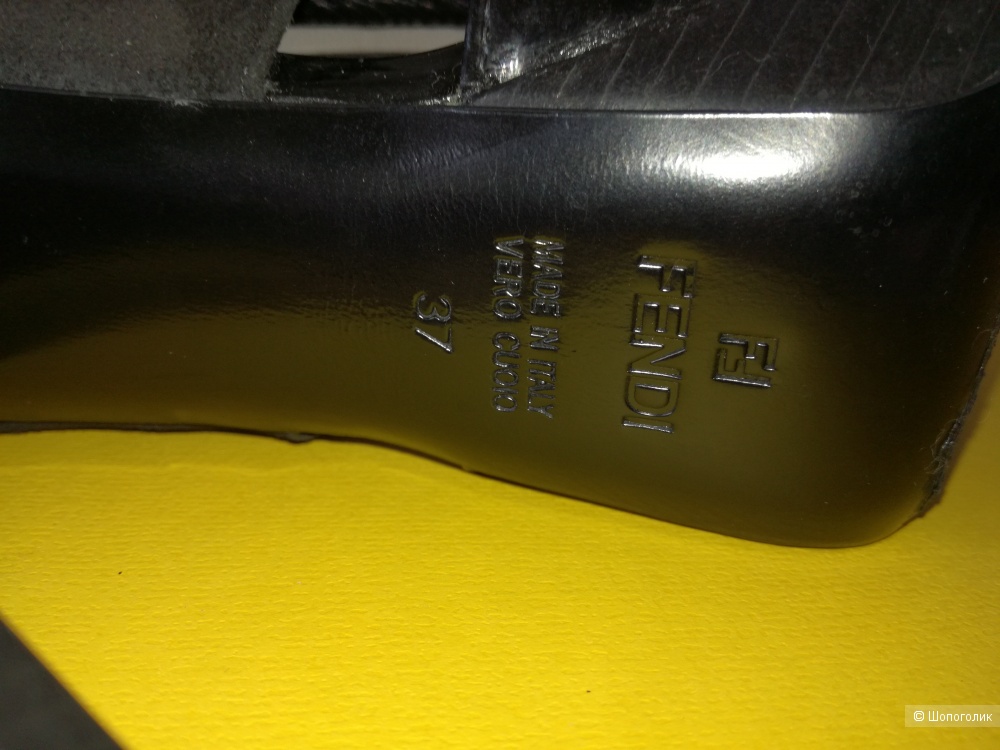 FF
FENDI
MADE IN ITALY
VERO CUOIO
37
© Шопоголик